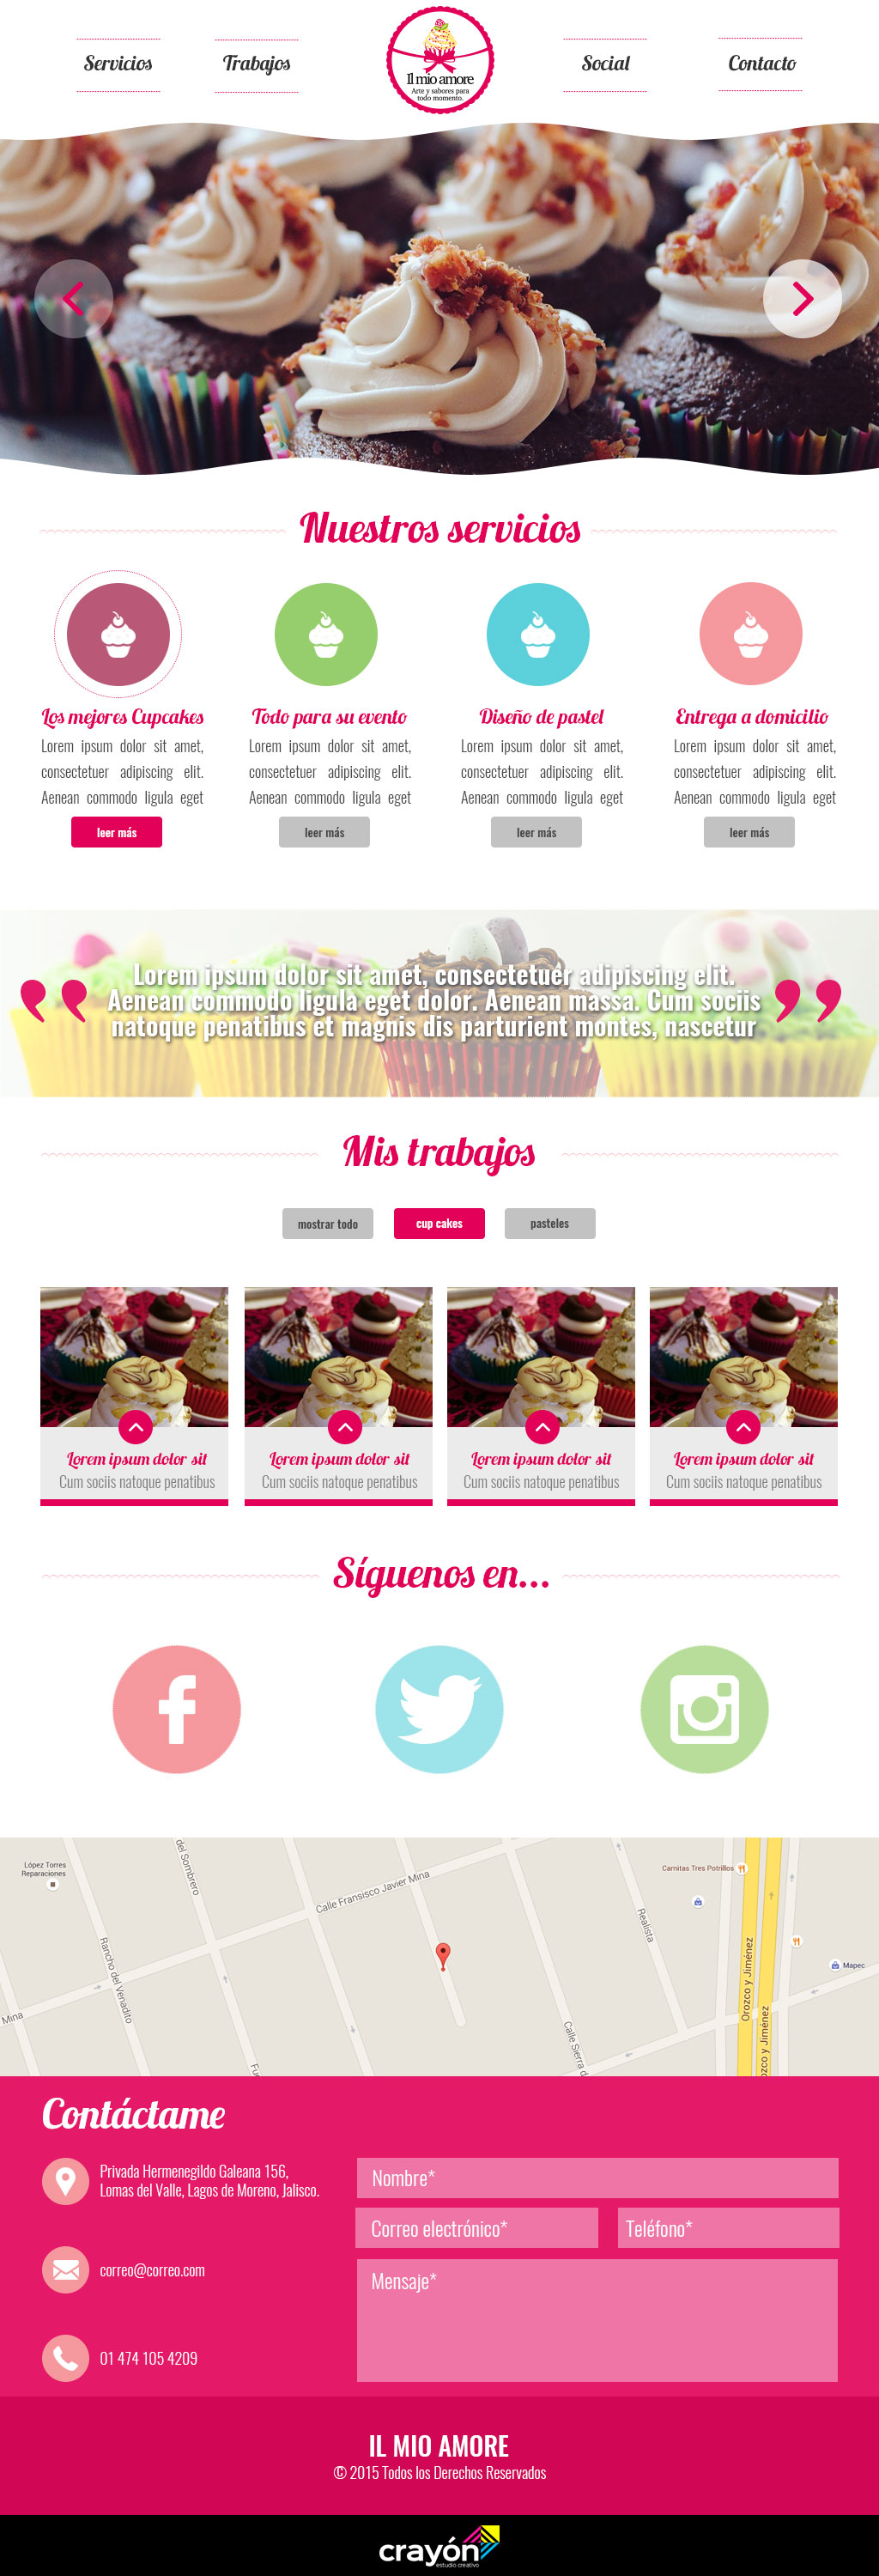 Servicios
Trabajos
Il mio amore
Arte y sabores para
todo momento.
Social
Contacto
Nuestros servicios
Los mejores Cupcakes
Lorem ipsum dolor sit amet,
consectetuer adipiscing elit.
Aenean commodo ligula eget
leer más
Todo para su evento
Lorem ipsum dolor sit amet,
consectetuer adipiscing elit.
Aenean commodo ligula eget
leer más
Diseño de pastel
Lorem ipsum dolor sit amet,
consectetuer adipiscing elit.
Aenean commodo ligula eget
leer más
Entrega a domicilio
Lorem ipsum dolor sit amet,
consectetuer adipiscing elit.
Aenean commodo ligula eget
leer más
Lorem ipsum dolor sit amet, consectetuer adipiscing elit.
Aenean commodo ligula eget dolor. Aenean massa. Cum sociis
natoque penatibus et magnis dis parturient montes, nascetur
Mis trabajos
mostrar todo
cup cakes
pasteles
Lorem ipsum dolor sit
Cum sociis natoque penatibus
Lorem ipsum dolor sit
Cum sociis natoque penatibus
Lorem ipsum dolor sit
Cum sociis natoque penatibus
Lorem ipsum dolor sit
Cum sociis natoque penatibus
Síguenos en...
López Torres
Reparaciones
del Sombrero
Calle Fransisco Javier Mina
Carnitas Tres Potrillos
Rancho del Venadito
Realista
Orozco y Jiménez
Mapec
Mina
Calle Sierra d
ozco y Jiménez
Contáctame
Privada Hermenegildo Galeana 156,
Lomas del Valle, Lagos de Moreno, Jalisco.
correo@correo.com
01 474 105 4209
Nombre*
Correo electrónico*
Teléfono*
Mensaje*
IL MIO AMORE
© 2015 Todos los Derechos Reservados
crayón
estudio creativo